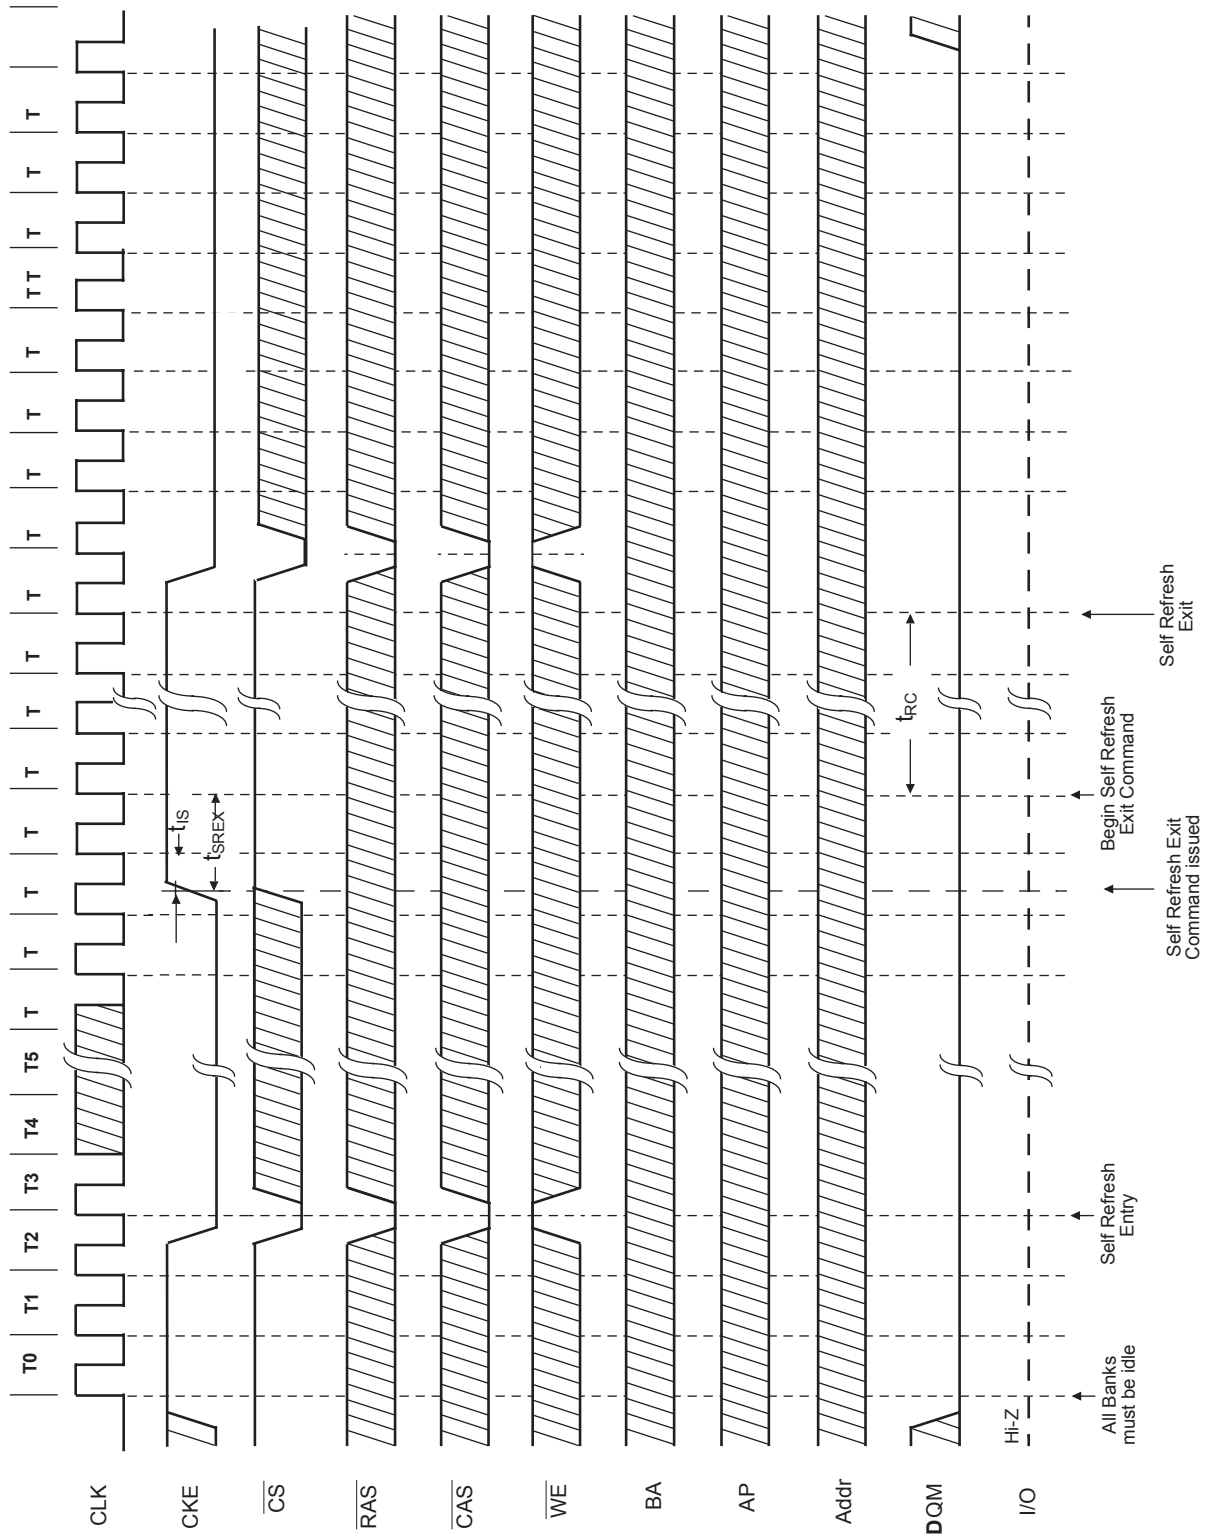 T0 T1 T2 T3 T4 T5 T T T T T T T T T T T T T T T T T T
CLK
CKE
tIS
tSREX
CS
RAS
CAS
WE
BA
AP
Addr
DQM
tRC
I/O
Hi-Z
All Banks
must be idle
Self Refresh
Entry
Self Refresh Exit
Command issued
Begin Self Refresh
Exit Command
Self Refresh
Exit